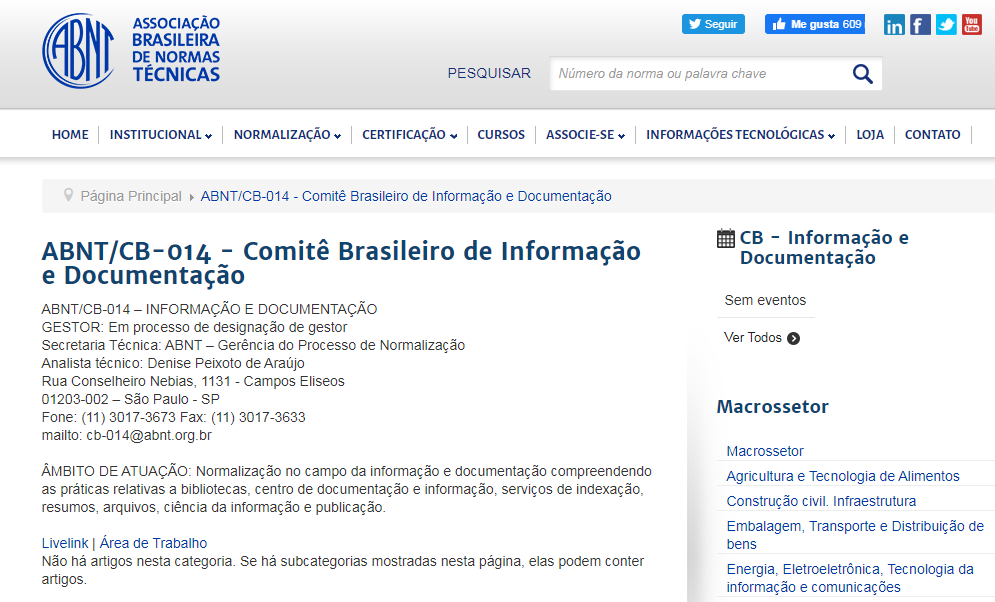 ABNT
ASSOCIAÇÃO
BRASILEIRA
DE NORMAS
TÉCNICAS
Seguir
Me gusta 609
in
f
You
Tube
PESQUISAR
Número da norma ou palavra chave
HOME
INSTITUCIONAL
NORMALIZAÇÃO
CERTIFICAÇÃO
CURSOS
ASSOCIE-SE
INFORMAÇÕES TECNOLÓGICAS
LOJA
CONTATO
Página Principal
ABNT/CB-014 - Comitê Brasileiro de Informação e Documentação
ABNT/CB-014 - Comitê Brasileiro de Informação
e Documentação
ABNT/CB-014 – INFORMAÇÃO E DOCUMENTAÇÃO
GESTOR: Em processo de designação de gestor
Secretaria Técnica: ABNT – Gerência do Processo de Normalização
Analista técnico: Denise Peixoto de Araújo
Rua Conselheiro Nebias, 1131 - Campos Eliseos
01203-002 – São Paulo - SP
Fone: (11) 3017-3673 Fax: (11) 3017-3633
mailto: cb-014@abnt.org.br
ÂMBITO DE ATUAÇÃO: Normalização no campo da informação e documentação compreendendo
as práticas relativas a bibliotecas, centro de documentação e informação, serviços de indexação,
resumos, arquivos, ciência da informação e publicação.
Livelink | Área de Trabalho
Não há artigos nesta categoria. Se há subcategorias mostradas nesta página, elas podem conter
artigos.
CB - Informação e
Documentação
Sem eventos
Ver Todos
Macrossetor
Macrossetor
Agricultura e Tecnologia de Alimentos
Construção civil. Infraestrutura
Embalagem, Transporte e Distribuição de
bens
Energia, Eletroeletrônica, Tecnologia da
informação e comunicações